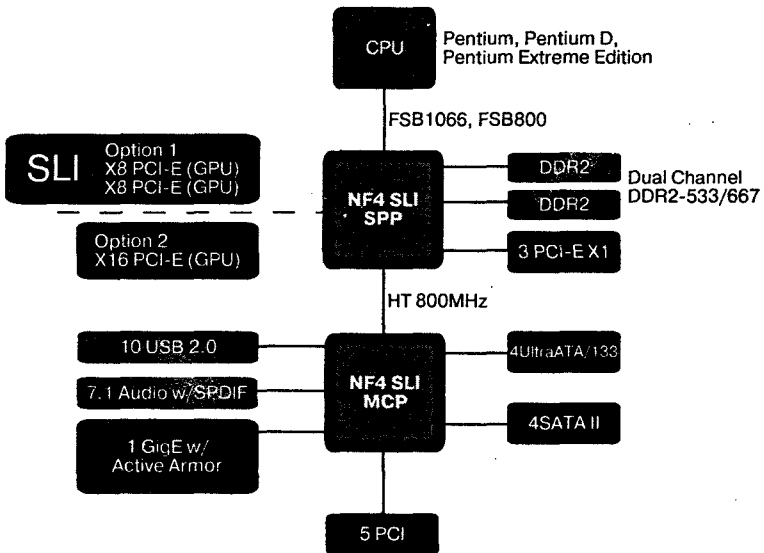 CPU
Pentium, Pentium D,
Pentium Extreme Edition
FSB1066, FSB800
SLI
Option 1
X8 PCI-E (GPU)
X8 PCI-E (GPU)
Option 2
X16 PCI-E (GPU)
NF4 SLI
SPP
DDR2
DDR2
Dual Channel
DDR2-533/667
3 PCI-E X1
HT 800MHz
10 USB 2.0
7.1 Audio w/SPDIF
1 GigE w/
Active Armor
NF4 SLI
MCP
4UltraATA/133
4SATA II
5 PCI